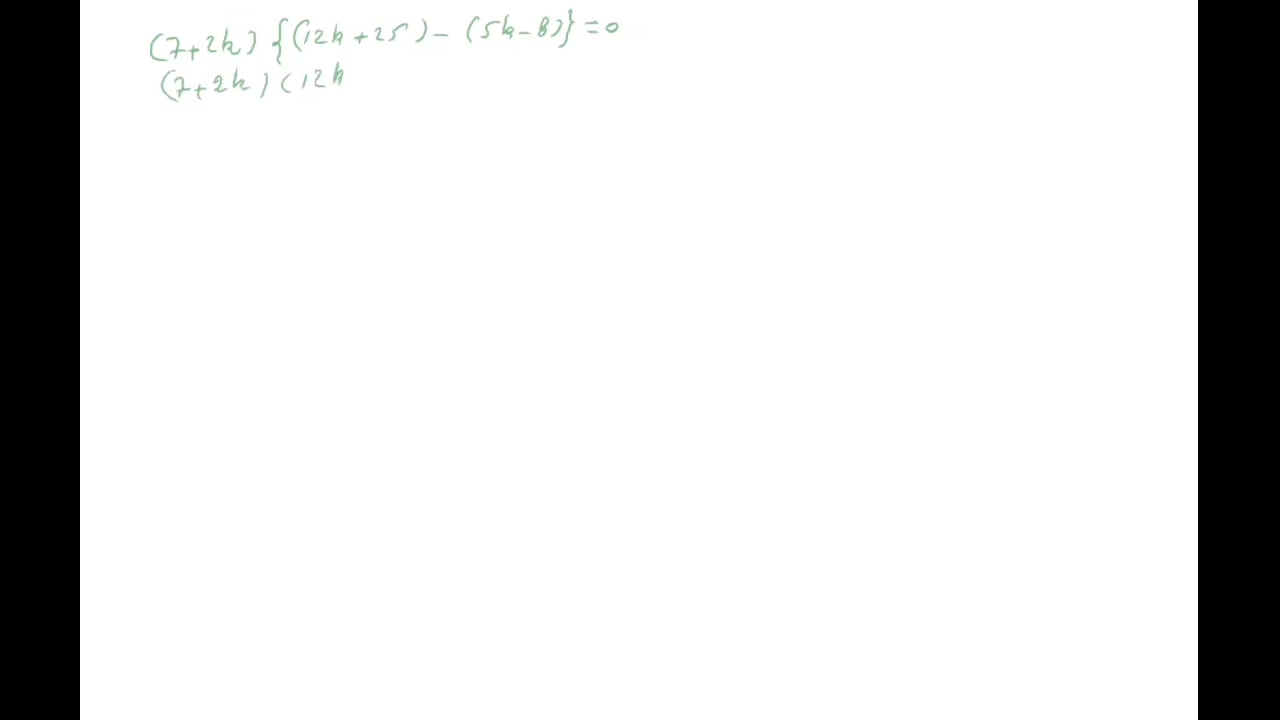 (7+2k) {(12k+25) - (5k-8)} = 0
(7+2k) (12k